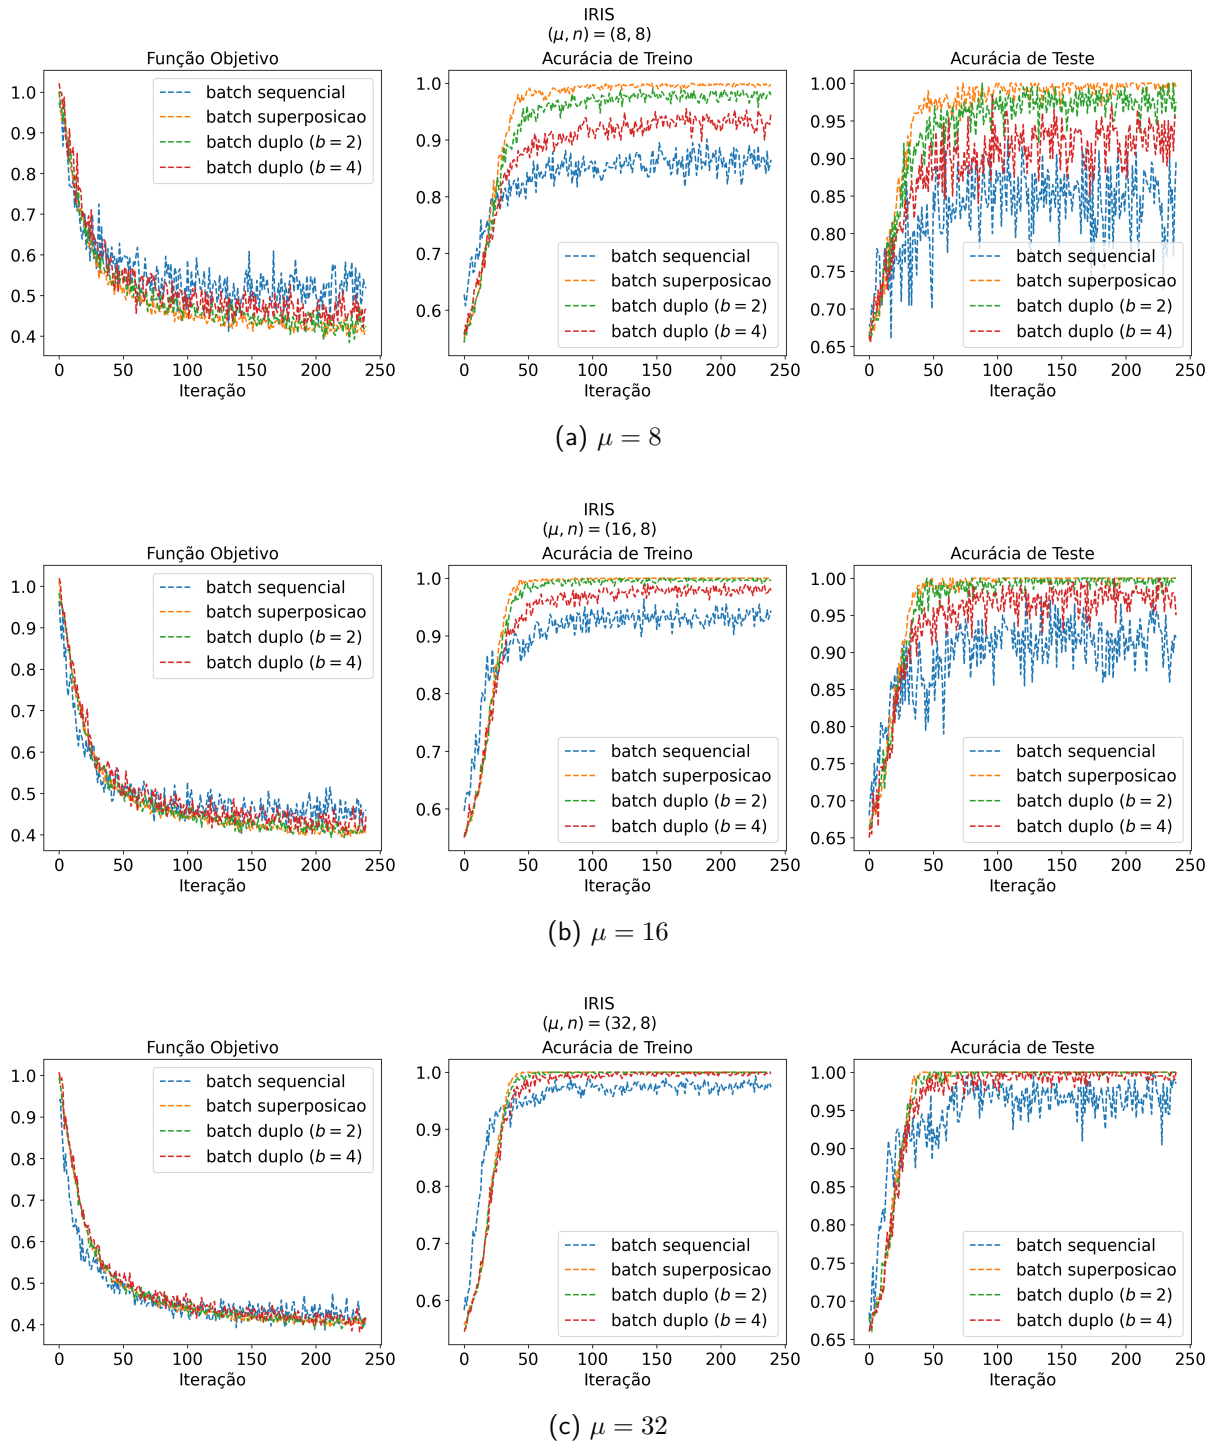 IRIS
(μ, n) = (8, 8)
Função Objetivo
1.0
0.9
0.8
0.7
0.6
0.5
0.4
batch sequencial
batch superposicao
batch duplo (b = 2)
batch duplo (b = 4)
0 50 100 150 200 250
Iteração
Acurácia de Treino
1.0
0.9
0.8
0.7
0.6
batch sequencial
batch superposicao
batch duplo (b = 2)
batch duplo (b = 4)
0 50 100 150 200 250
Iteração
Acurácia de Teste
1.00
0.95
0.90
0.85
0.80
0.75
0.70
0.65
batch sequencial
batch superposicao
batch duplo (b = 2)
batch duplo (b = 4)
0 50 100 150 200 250
Iteração
(a) μ = 8
IRIS
(μ, n) = (16, 8)
Função Objetivo
1.0
0.9
0.8
0.7
0.6
0.5
0.4
batch sequencial
batch superposicao
batch duplo (b = 2)
batch duplo (b = 4)
0 50 100 150 200 250
Iteração
Acurácia de Treino
1.0
0.9
0.8
0.7
0.6
batch sequencial
batch superposicao
batch duplo (b = 2)
batch duplo (b = 4)
0 50 100 150 200 250
Iteração
Acurácia de Teste
1.00
0.95
0.90
0.85
0.80
0.75
0.70
0.65
batch sequencial
batch superposicao
batch duplo (b = 2)
batch duplo (b = 4)
0 50 100 150 200 250
Iteração
(b) μ = 16
IRIS
(μ, n) = (32, 8)
Função Objetivo
1.0
0.9
0.8
0.7
0.6
0.5
0.4
batch sequencial
batch superposicao
batch duplo (b = 2)
batch duplo (b = 4)
0 50 100 150 200 250
Iteração
Acurácia de Treino
1.0
0.9
0.8
0.7
0.6
batch sequencial
batch superposicao
batch duplo (b = 2)
batch duplo (b = 4)
0 50 100 150 200 250
Iteração
Acurácia de Teste
1.00
0.95
0.90
0.85
0.80
0.75
0.70
0.65
batch sequencial
batch superposicao
batch duplo (b = 2)
batch duplo (b = 4)
0 50 100 150 200 250
Iteração
(c) μ = 32